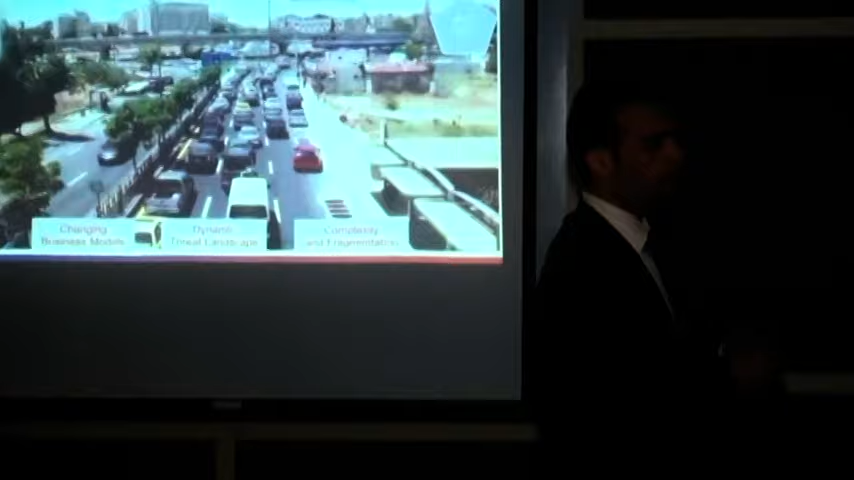 Changing
Business Models
Dynamic
Threat Landscape
Complexity
and Fragmentation